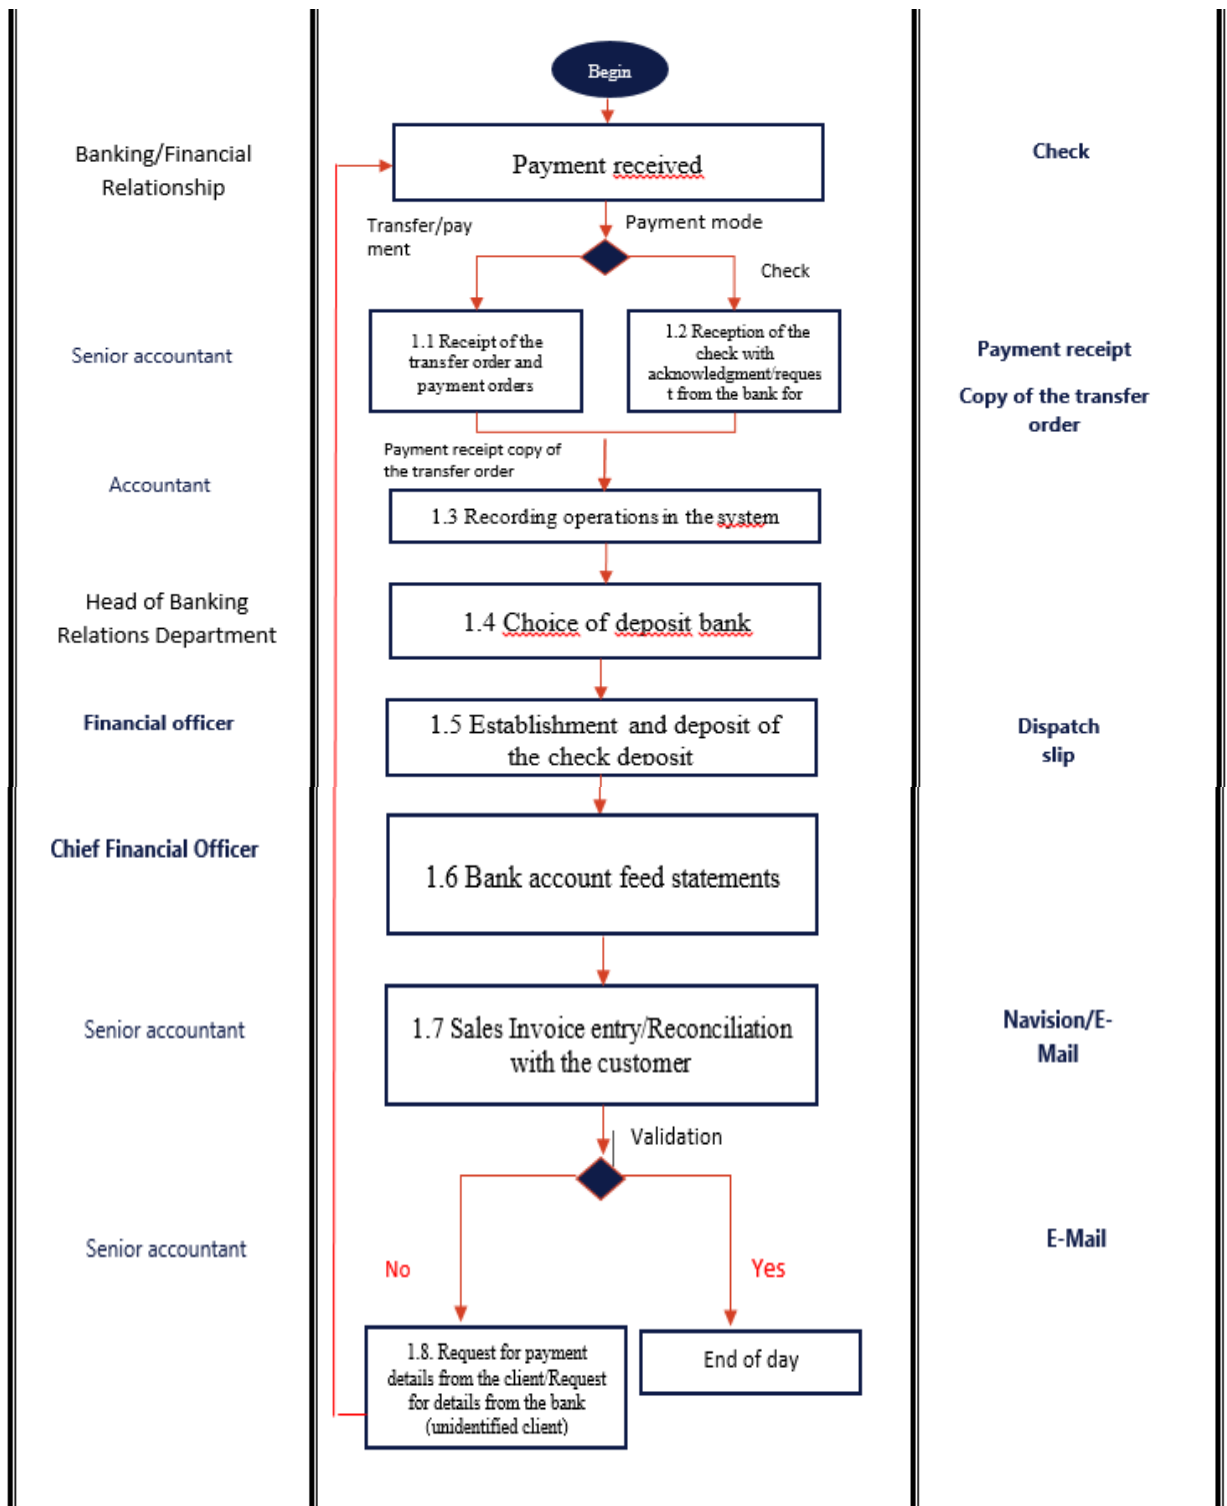 Begin
Banking/Financial
Relationship
Payment received
Check
Transfer/pay
ment
Payment mode
Check
Senior accountant
1.1 Receipt of the
transfer order and
payment orders
1.2 Reception of the
check with
acknowledgment/reques
t from the bank for
Payment receipt
Copy of the transfer
order
Payment receipt copy of
the transfer order
Accountant
1.3 Recording operations in the system
Head of Banking
Relations Department
1.4 Choice of deposit bank
Financial officer
1.5 Establishment and deposit of
the check deposit
Dispatch
slip
Chief Financial Officer
1.6 Bank account feed statements
Senior accountant
1.7 Sales Invoice entry/Reconciliation
with the customer
Navision/E-
Mail
Validation
Senior accountant
E-Mail
No
Yes
1.8. Request for payment
details from the client/Request
for details from the bank
(unidentified client)
End of day